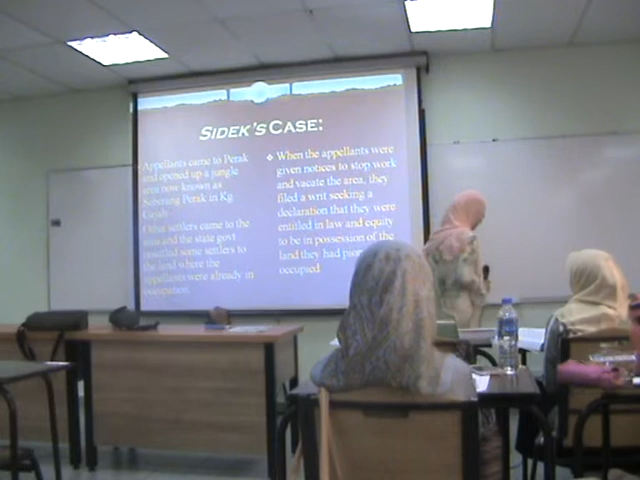 SIDEK'S CASE:
Appellants came to Perak
and opened up a jungle
area now known as
Seberang Perak in Kg
Gajah
Other settlers came to the
area and the state govt
resettled some settlers to
the land where the
appellants were already in
occupation
❖ When the appellants were
given notices to stop work
and vacate the area, they
filed a writ seeking a
declaration that they were
entitled in law and equity
to be in possession of the
land they had
occupied